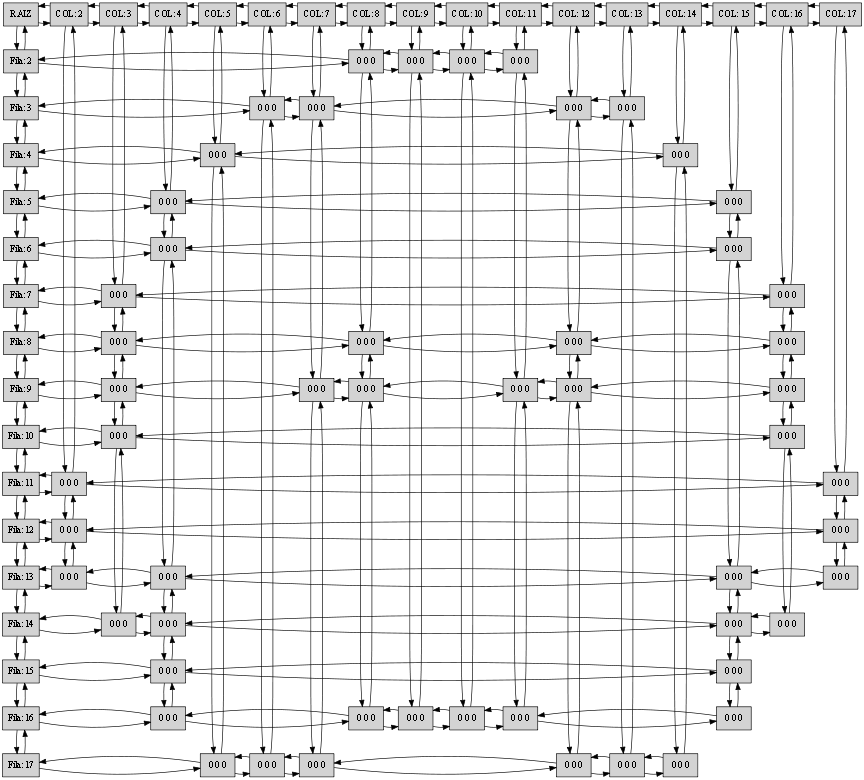 RAIZ COL:2 COL:3 COL:4 COL:5 COL:6 COL:7 COL:8 COL:9 COL:10 COL:11 COL:12 COL:13 COL:14 COL:15 COL:16 COL:17
Fila:2 0 0 0 0 0 0 0 0 0 0 0 0
Fila:3 0 0 0 0 0 0 0 0 0 0 0 0
Fila:4 0 0 0 0 0 0
Fila:5 0 0 0 0 0 0
Fila:6 0 0 0 0 0 0
Fila:7 0 0 0 0 0 0
Fila:8 0 0 0 0 0 0 0 0 0 0 0 0
Fila:9 0 0 0 0 0 0 0 0 0 0 0 0 0 0 0 0 0 0
Fila:10 0 0 0 0 0 0
Fila:11 0 0 0 0 0 0
Fila:12 0 0 0 0 0 0
Fila:13 0 0 0 0 0 0 0 0 0 0 0 0
Fila:14 0 0 0 0 0 0 0 0 0 0 0 0
Fila:15 0 0 0 0 0 0
Fila:16 0 0 0 0 0 0 0 0 0 0 0 0 0 0 0 0 0 0
Fila:17 0 0 0 0 0 0 0 0 0 0 0 0 0 0 0 0 0 0